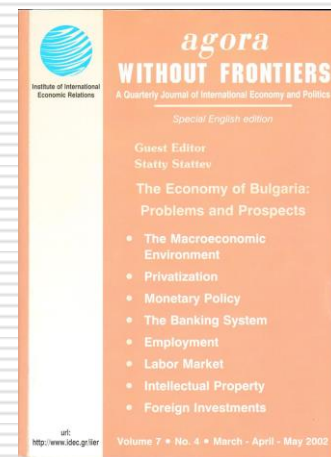 Institute of International
Economic Relations
agora
WITHOUT FRONTIERS
A Quarterly Journal of International Economy and Politics
Special English edition
Guest Editor
Statty Stattev
The Economy of Bulgaria:
Problems and Prospects
• The Macroeconomic
Environment
• Privatization
• Monetary Policy
• The Banking System
• Employment
• Labor Market
• Intellectual Property
• Foreign Investments
url:
http://www.idec.gr/iier
Volume 7 • No. 4 • March - April - May 2002